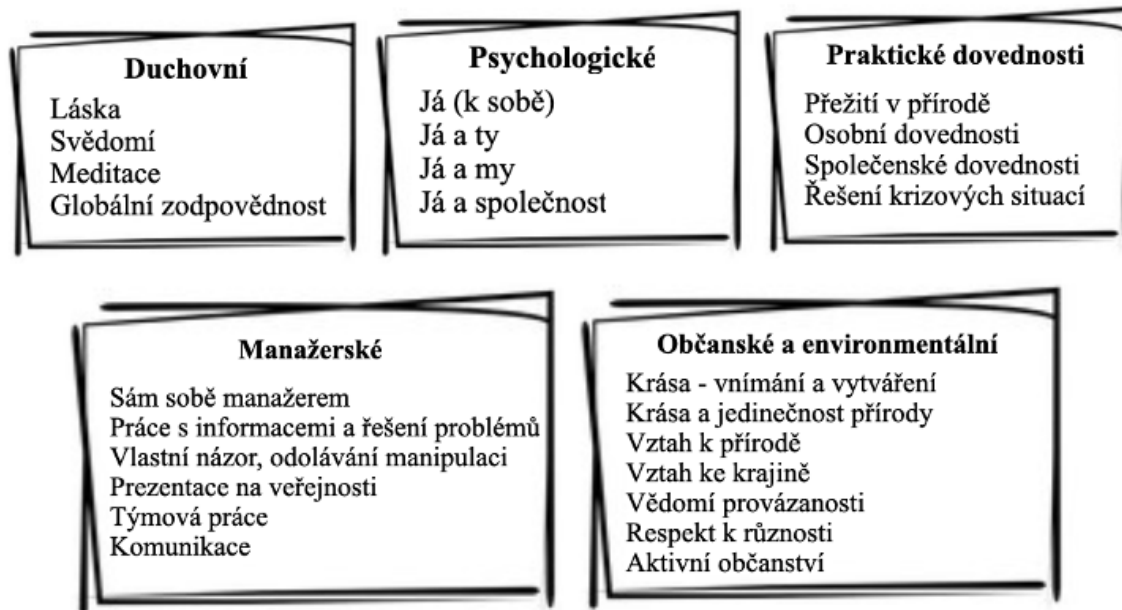 Duchovní
Láska
Svědomí
Meditace
Globální zodpovědnost
Psychologické
Já (k sobě)
Já a ty
Já a my
Já a společnost
Praktické dovednosti
Přežití v přírodě
Osobní dovednosti
Společenské dovednosti
Řešení krizových situací
Manažerské
Sám sobě manažerem
Práce s informacemi a řešení problémů
Vlastní názor, odolávání manipulaci
Prezentace na veřejnosti
Týmová práce
Komunikace
Občanské a environmentální
Krása - vnímání a vytváření
Krása a jedinečnost přírody
Vztah k přírodě
Vztah ke krajině
Vědomí provázanosti
Respekt k různosti
Aktivní občanství